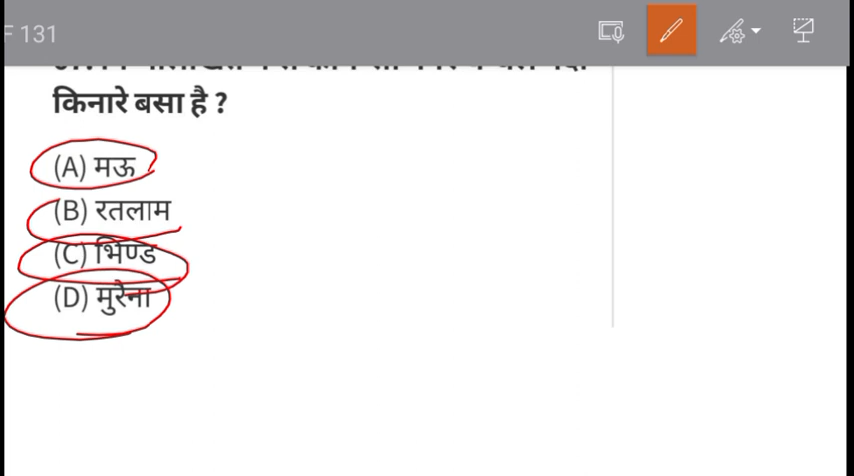 F 131
किनारे बसा है ?
(A) मऊ
(B) रतलाम
(C) भिण्ड
(D) मुरैना